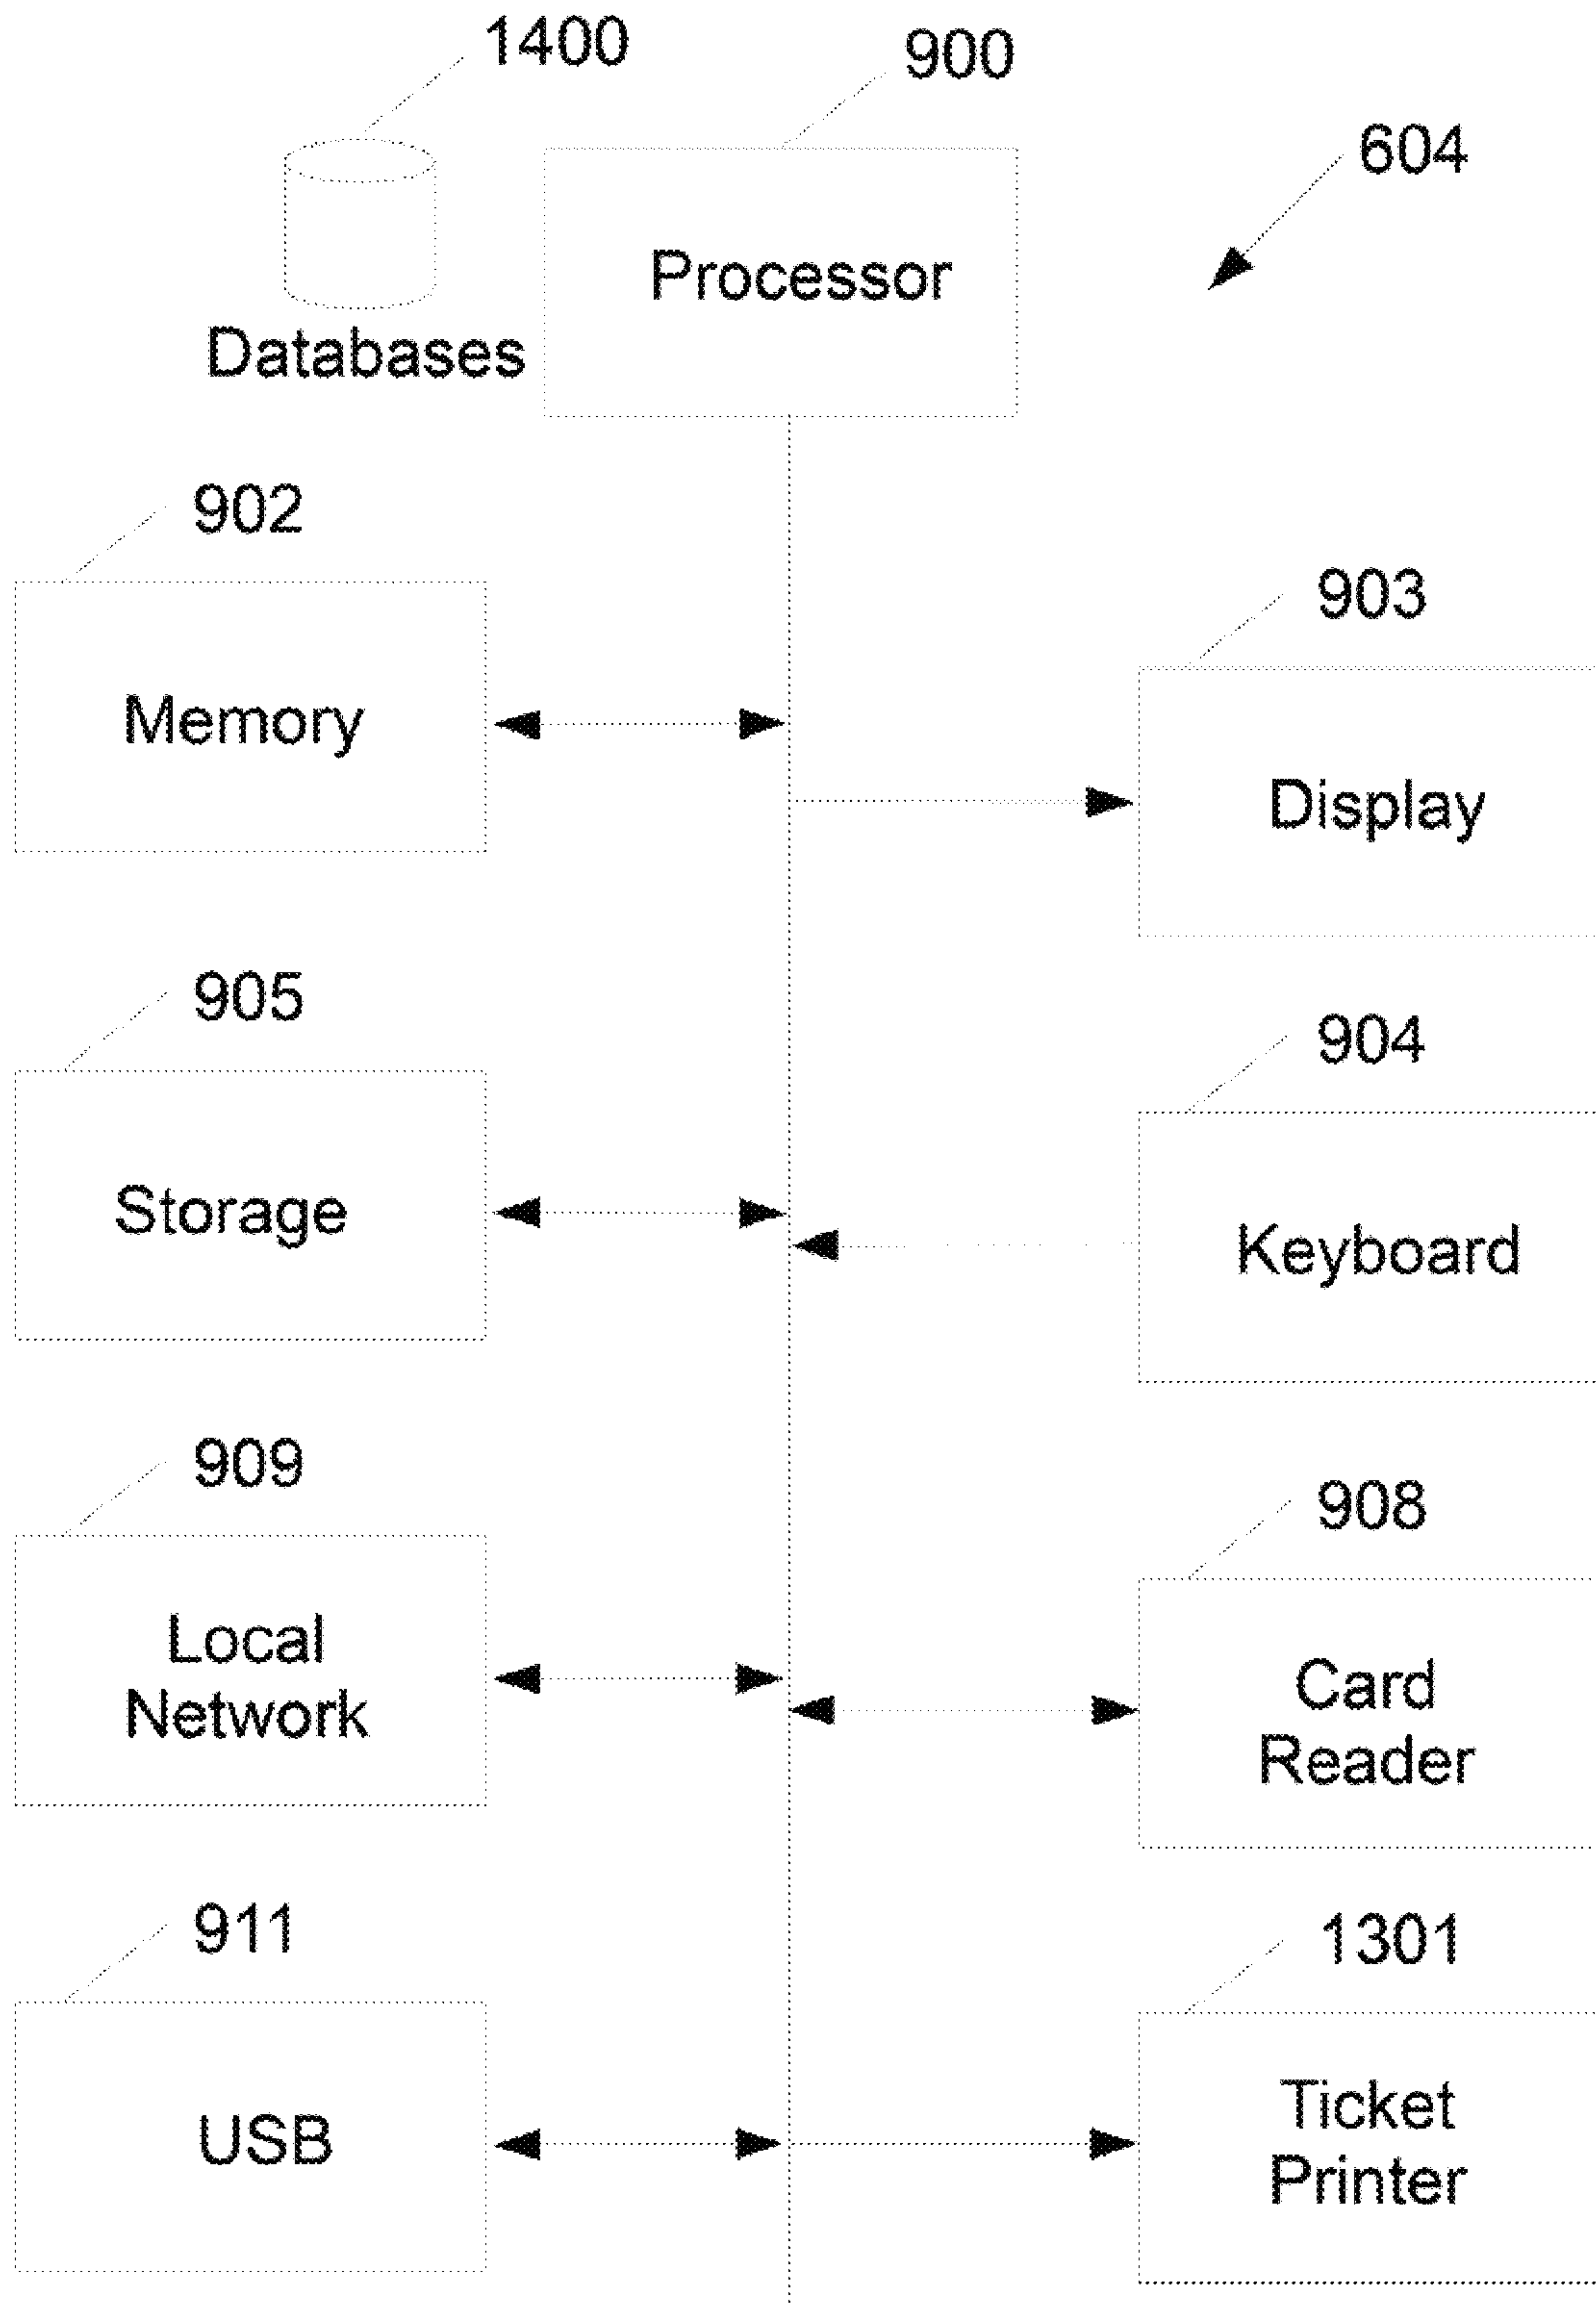 1400
900
604
Processor
Databases
902
903
Memory
Display
905
904
Storage
Keyboard
909
908
Local
Network
Card
Reader
911
1301
USB
Ticket
Printer